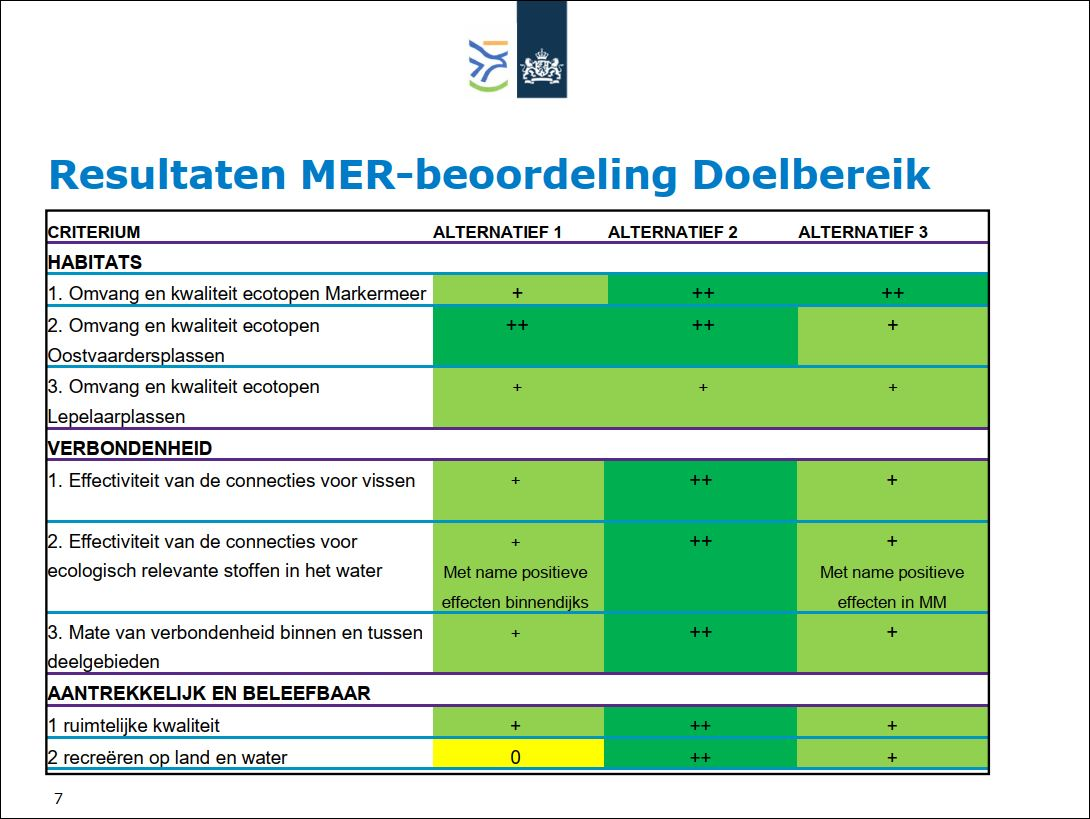 Resultaten MER-beoordeling Doelbereik
CRITERIUM ALTERNATIEF 1 ALTERNATIEF 2 ALTERNATIEF 3
HABITATS
1. Omvang en kwaliteit ecotopen Markermeer + ++ ++
2. Omvang en kwaliteit ecotopen ++ ++ +
Oostvaardersplassen
3. Omvang en kwaliteit ecotopen + + +
Lepelaarplassen
VERBONDENHEID
1. Effectiviteit van de connecties voor vissen + ++ +
2. Effectiviteit van de connecties voor + ++ +
ecologisch relevante stoffen in het water Met name positieve Met name positieve
effecten binnendijks effecten in MM
3. Mate van verbondenheid binnen en tussen + ++ +
deelgebieden
AANTREKKELIJK EN BELEEFBAAR
1 ruimtelijke kwaliteit + ++ +
2 recreëren op land en water 0 ++ +
7